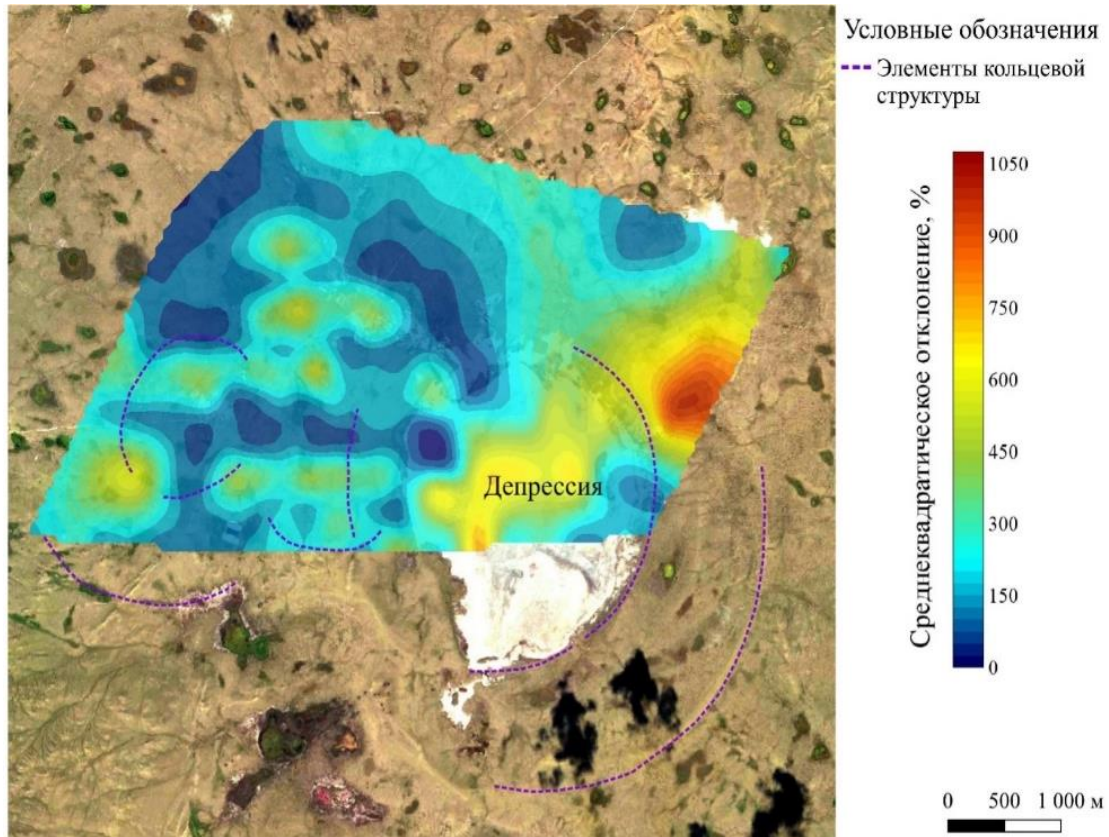 Условные обозначения
Элементы кольцевой
структуры
Среднеквадратическое отклонение, %
1050
900
750
600
450
300
150
0
Депрессия
0 500 1 000 м